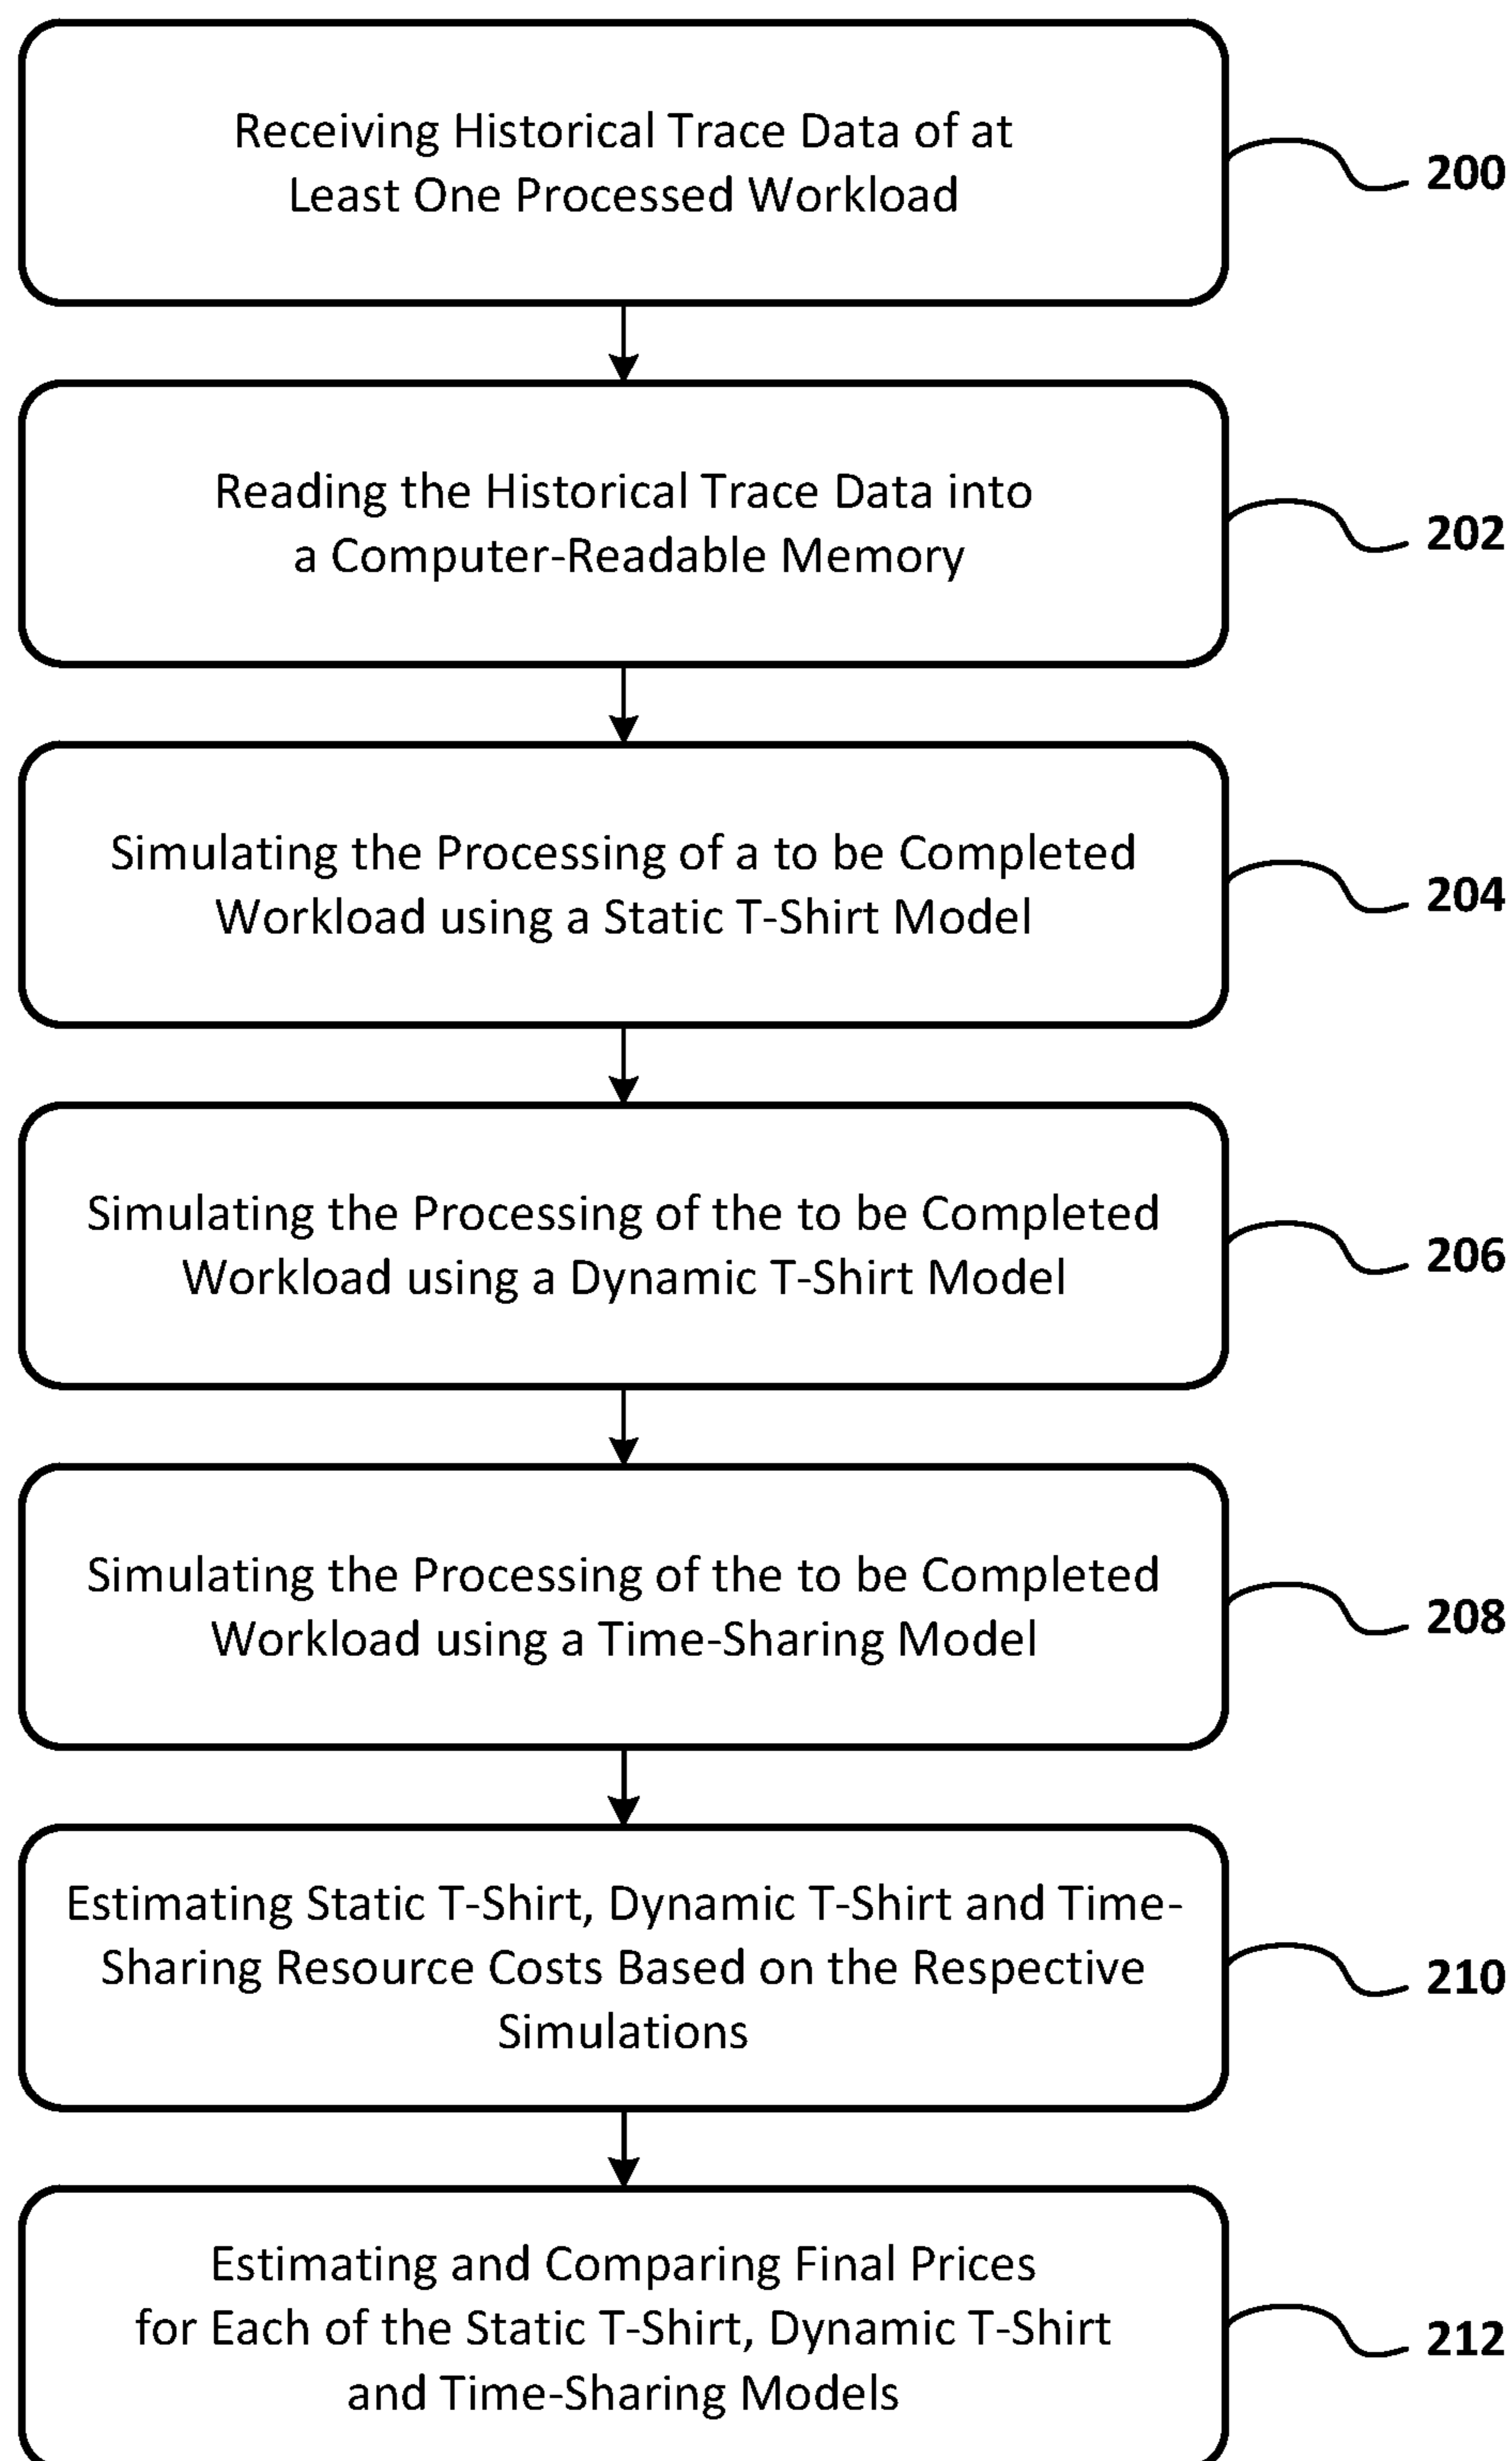 Receiving Historical Trace Data of at
Least One Processed Workload
200
Reading the Historical Trace Data into
a Computer-Readable Memory
202
Simulating the Processing of a to be Completed
Workload using a Static T-Shirt Model
204
Simulating the Processing of the to be Completed
Workload using a Dynamic T-Shirt Model
206
Simulating the Processing of the to be Completed
Workload using a Time-Sharing Model
208
Estimating Static T-Shirt, Dynamic T-Shirt and Time-
Sharing Resource Costs Based on the Respective
Simulations
210
Estimating and Comparing Final Prices
for Each of the Static T-Shirt, Dynamic T-Shirt
and Time-Sharing Models
212